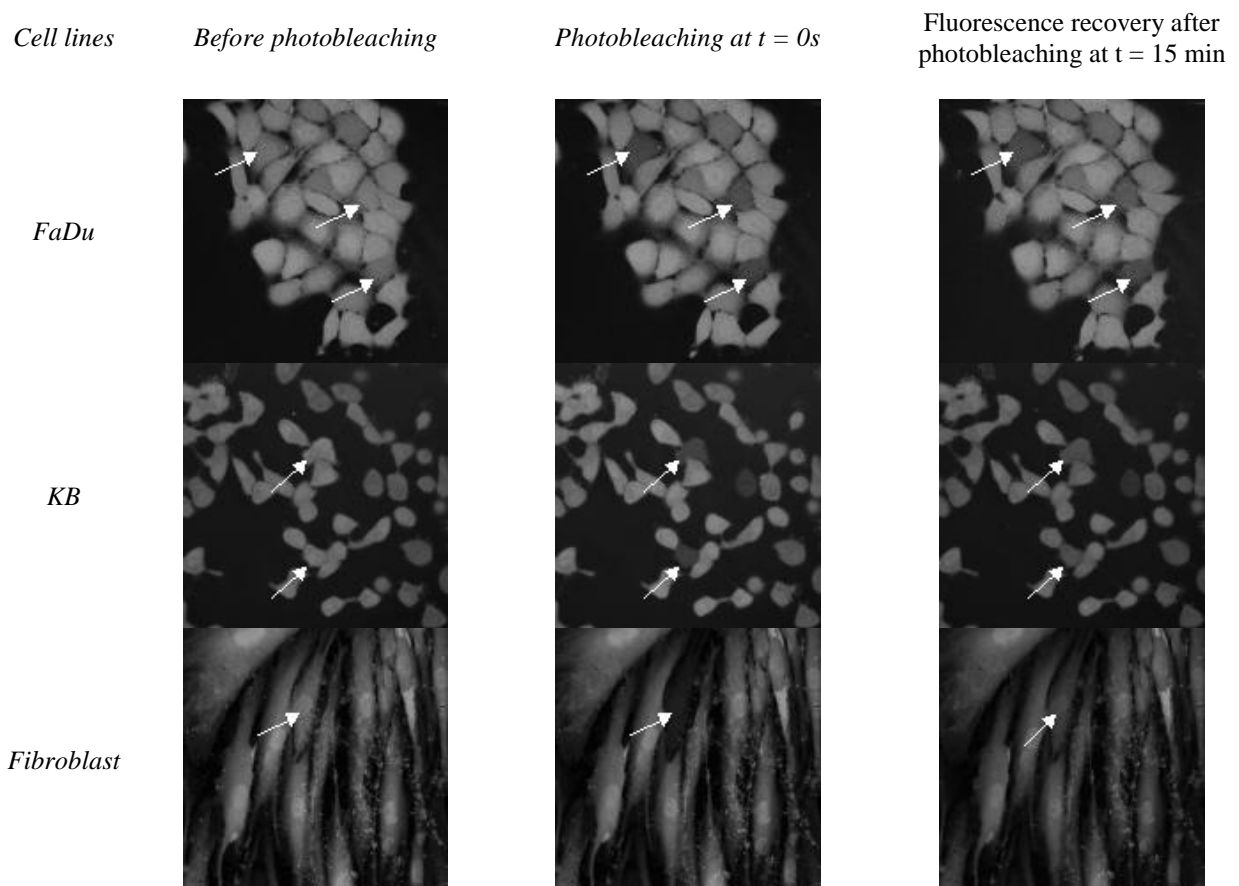 Cell lines
Before photobleaching
Photobleaching at t = 0s
Fluorescence recovery after
photobleaching at t = 15 min
FaDu
KB
Fibroblast